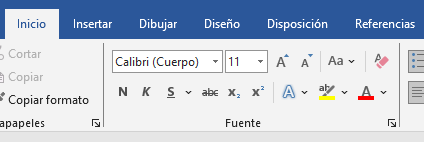 Inicio Insertar Dibujar Diseño Disposición Referencias
Cortar
Copiar
Copiar formato
Calibri (Cuerpo) 11 A A Aa A
N K S abc x₂ x² A ab A
apapeles Fuente